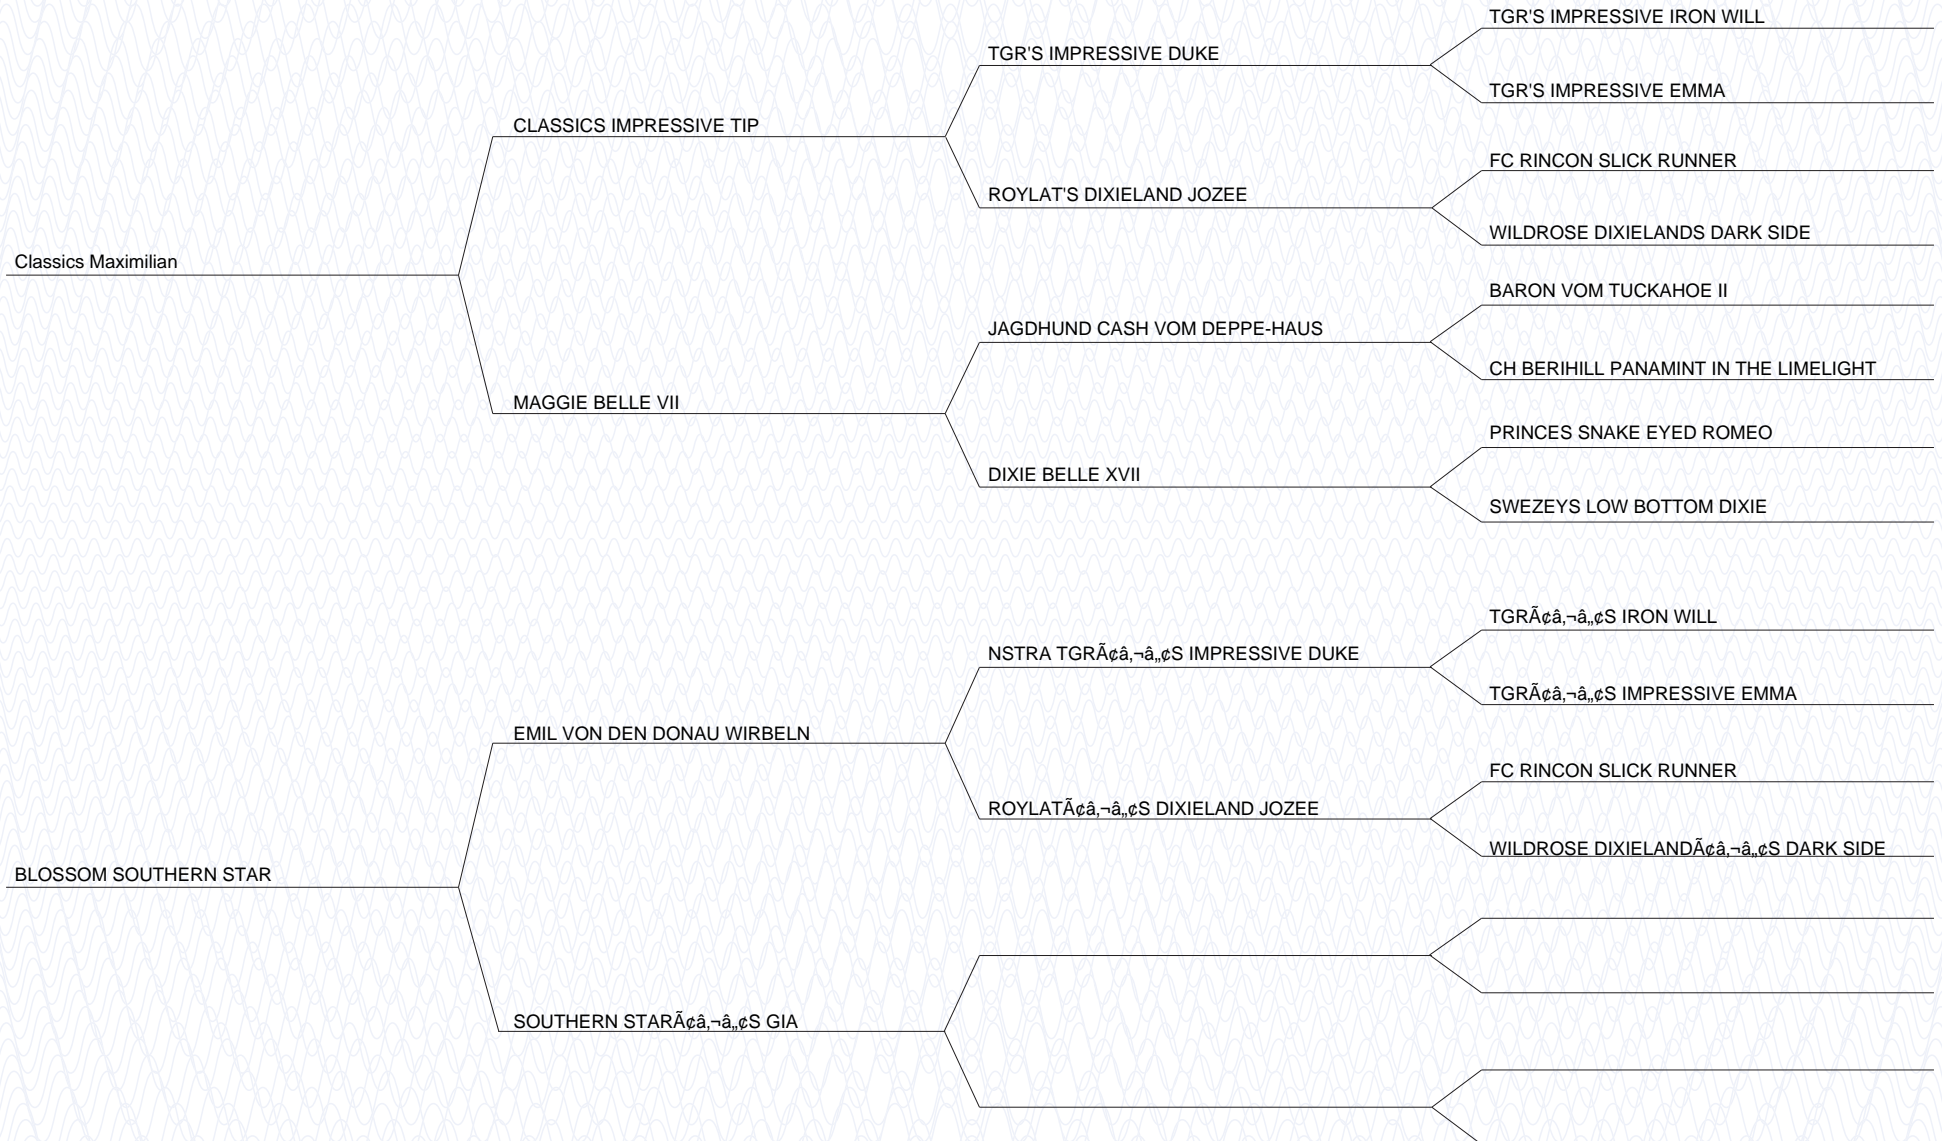 TGR'S IMPRESSIVE IRON WILL
TGR'S IMPRESSIVE DUKE
TGR'S IMPRESSIVE EMMA
CLASSICS IMPRESSIVE TIP
FC RINCON SLICK RUNNER
ROYLAT'S DIXIELAND JOZEE
WILDROSE DIXIELANDS DARK SIDE
Classics Maximilian
BARON VOM TUCKAHOE II
JAGDHUND CASH VOM DEPPE-HAUS
CH BERIHILL PANAMINT IN THE LIMELIGHT
MAGGIE BELLE VII
PRINCES SNAKE EYED ROMEO
DIXIE BELLE XVII
SWEZEYS LOW BOTTOM DIXIE
TGRÃ¢â‚¬â„¢S IRON WILL
NSTRA TGRÃ¢â‚¬â„¢S IMPRESSIVE DUKE
TGRÃ¢â‚¬â„¢S IMPRESSIVE EMMA
EMIL VON DEN DONAU WIRBELN
FC RINCON SLICK RUNNER
ROYLATÃ¢â‚¬â„¢S DIXIELAND JOZEE
WILDROSE DIXIELANDÃ¢â‚¬â„¢S DARK SIDE
BLOSSOM SOUTHERN STAR
SOUTHERN STARÃ¢â‚¬â„¢S GIA